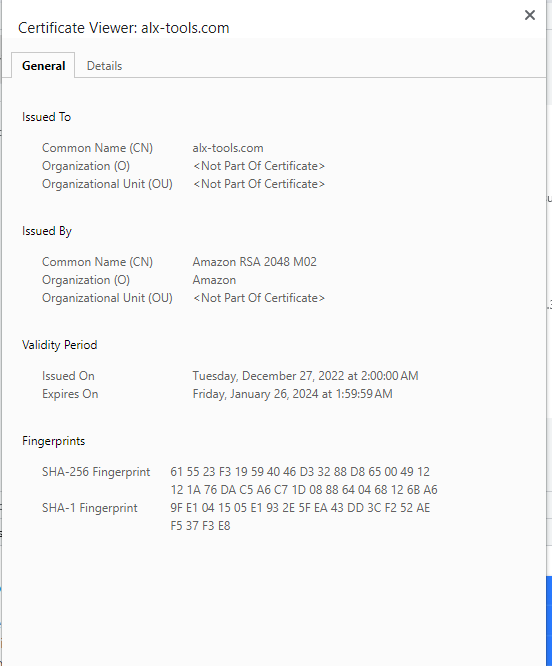 Certificate Viewer: alx-tools.com
General Details
Issued To
Common Name (CN) alx-tools.com
Organization (O) <Not Part Of Certificate>
Organizational Unit (OU) <Not Part Of Certificate>
Issued By
Common Name (CN) Amazon RSA 2048 M02
Organization (O) Amazon
Organizational Unit (OU) <Not Part Of Certificate>
Validity Period
Issued On Tuesday, December 27, 2022 at 2:00:00 AM
Expires On Friday, January 26, 2024 at 1:59:59 AM
Fingerprints
SHA-256 Fingerprint 61 55 23 F3 19 59 40 46 D3 32 88 D8 65 00 49 12
12 1A 76 DA C5 A6 C7 1D 08 88 64 04 68 12 6B A6
SHA-1 Fingerprint 9F E1 04 15 05 E1 93 2E 5F EA 43 DD 3C F2 52 AE
F5 37 F3 E8